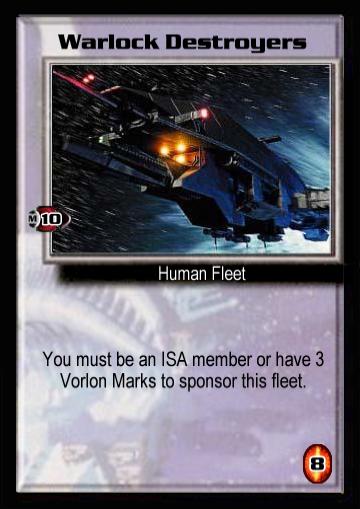 Warlock Destroyers
M 10
Human Fleet
You must be an ISA member or have 3
Vorlon Marks to sponsor this fleet.
8